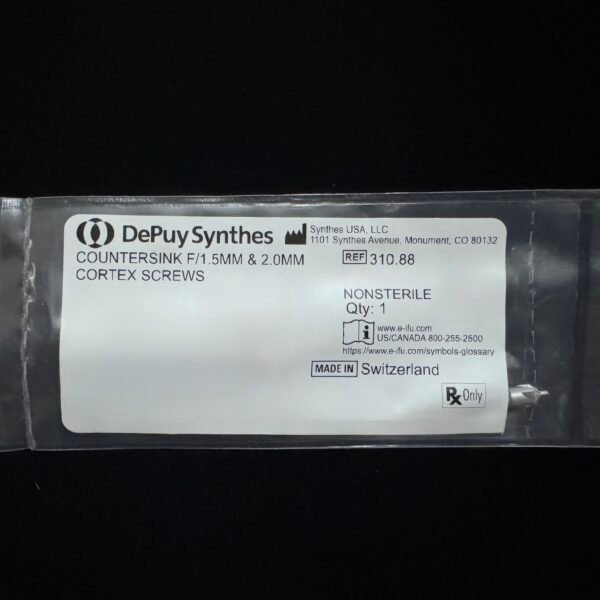 DePuy Synthes
Synthes USA, LLC
1101 Synthes Avenue, Monument, CO 80132
COUNTERSINK F/1.5MM & 2.0MM
CORTEX SCREWS
REF 310.88
NONSTERILE
Qty: 1
i www.e-ifu.com
US/CANADA 800-255-2500
https://www.e-ifu.com/symbols-glossary
MADE IN Switzerland
Rx Only